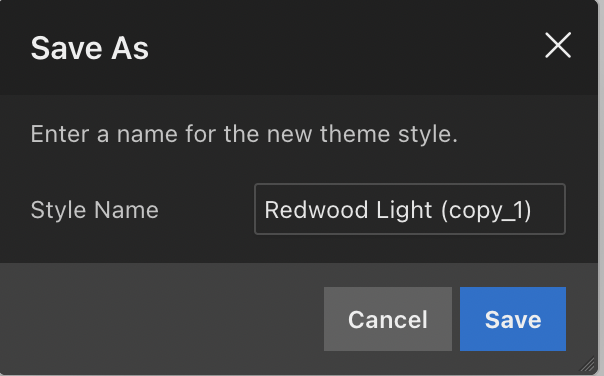 Save As
Enter a name for the new theme style.
Style Name
Redwood Light (copy_1)
Cancel
Save